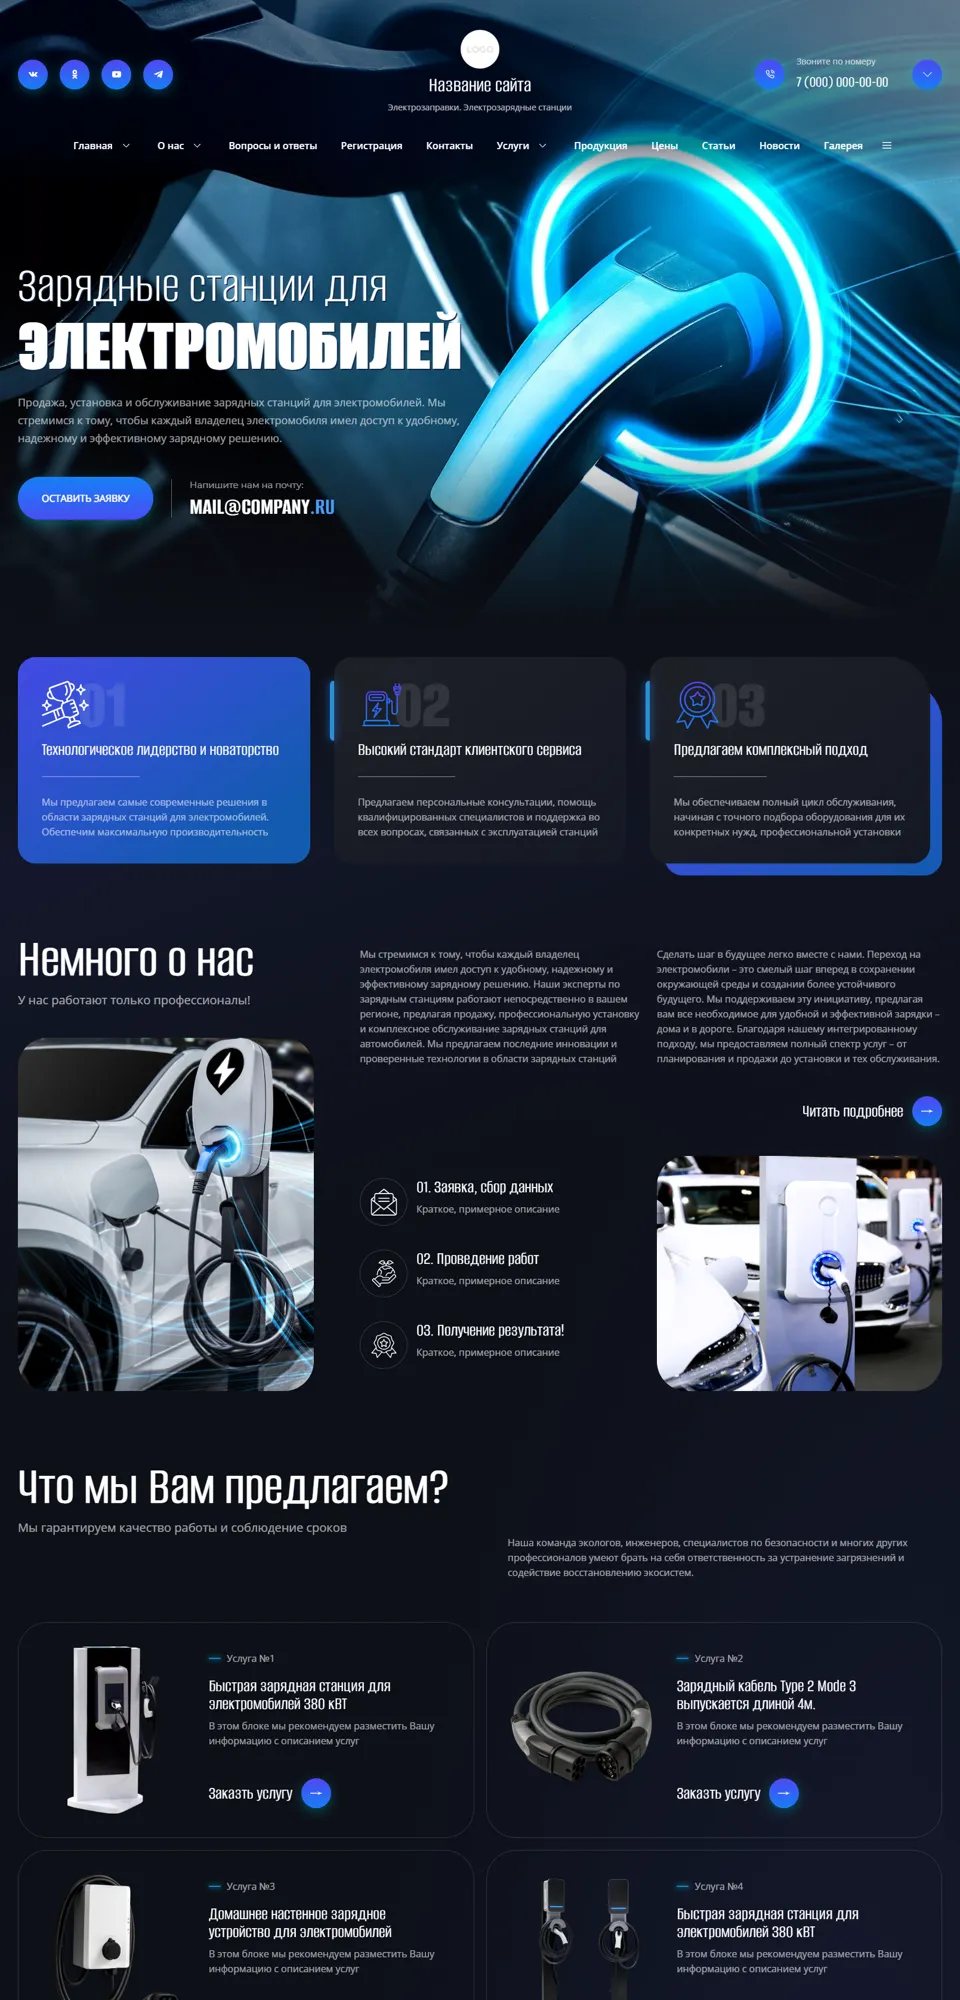 LOGO
Название сайта
Электрозаправки. Электрозарядные станции
Звоните по номеру
7 (000) 000-00-00
Главная
О нас
Вопросы и ответы
Регистрация
Контакты
Услуги
Продукция
Цены
Статьи
Новости
Галерея
Зарядные станции для
ЭЛЕКТРОМОБИЛЕЙ
Продажа, установка и обслуживание зарядных станций для электромобилей. Мы
стремимся к тому, чтобы каждый владелец электромобиля имел доступ к удобному,
надежному и эффективному зарядному решению.
ОСТАВИТЬ ЗАЯВКУ
Напишите нам на почту:
MAIL@COMPANY.RU
01
Технологическое лидерство и новаторство
Мы предлагаем самые современные решения в
области зарядных станций для электромобилей.
Обеспечим максимальную производительность
02
Высокий стандарт клиентского сервиса
Предлагаем персональные консультации, помощь
квалифицированных специалистов и поддержка во
всех вопросах, связанных с эксплуатацией станций
03
Предлагаем комплексный подход
Мы обеспечиваем полный цикл обслуживания,
начиная с точного подбора оборудования для их
конкретных нужд, профессиональной установки
Немного о нас
У нас работают только профессионалы!
Мы стремимся к тому, чтобы каждый владелец
электромобиля имел доступ к удобному, надежному и
эффективному зарядному решению. Наши эксперты по
зарядным станциям работают непосредственно в вашем
регионе, предлагая продажу, профессиональную установку
и комплексное обслуживание зарядных станций для
автомобилей. Мы предлагаем последние инновации и
проверенные технологии в области зарядных станций
Сделать шаг в будущее легко вместе с нами. Переход на
электромобили – это смелый шаг вперед в сохранении
окружающей среды и создании более устойчивого
будущего. Мы поддерживаем эту инициативу, предлагая
вам все необходимое для удобной и эффективной зарядки –
дома и в дороге. Благодаря нашему интегрированному
подходу, мы предоставляем полный спектр услуг – от
планирования и продажи до установки и тех обслуживания.
Читать подробнее
01. Заявка, сбор данных
Краткое, примерное описание
02. Проведение работ
Краткое, примерное описание
03. Получение результата!
Краткое, примерное описание
Что мы Вам предлагаем?
Мы гарантируем качество работы и соблюдение сроков
Наша команда экологов, инженеров, специалистов по безопасности и многих других
профессионалов умеют брать на себя ответственность за устранение загрязнений и
содействие восстановлению экосистем.
Услуга №1
Быстрая зарядная станция для
электромобилей 380 кВТ
В этом блоке мы рекомендуем разместить Вашу
информацию с описанием услуг
Заказть услугу
Услуга №2
Зарядный кабель Type 2 Mode 3
выпускается длиной 4м.
В этом блоке мы рекомендуем разместить Вашу
информацию с описанием услуг
Заказть услугу
Услуга №3
Домашнее настенное зарядное
устройство для электромобилей
В этом блоке мы рекомендуем разместить Вашу
информацию с описанием услуг
Услуга №4
Быстрая зарядная станция для
электромобилей 380 кВТ
В этом блоке мы рекомендуем разместить Вашу
информацию с описанием услуг